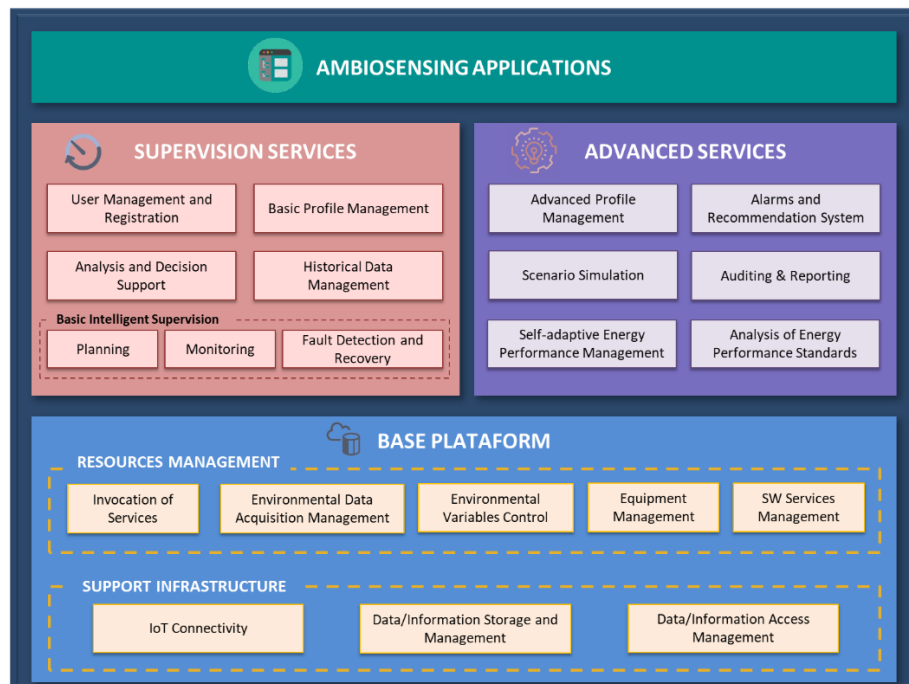 AMBIOSENSING APPLICATIONS
SUPERVISION SERVICES
User Management and
Registration
Basic Profile Management
Analysis and Decision
Support
Historical Data
Management
Basic Intelligent Supervision
Planning
Monitoring
Fault Detection and
Recovery
ADVANCED SERVICES
Advanced Profile
Management
Alarms and
Recommendation System
Scenario Simulation
Auditing & Reporting
Self-adaptive Energy
Performance Management
Analysis of Energy
Performance Standards
BASE PLATAFORM
RESOURCES MANAGEMENT
Invocation of
Services
Environmental Data
Acquisition Management
Environmental
Variables Control
Equipment
Management
SW Services
Management
SUPPORT INFRASTRUCTURE
IoT Connectivity
Data/Information Storage and
Management
Data/Information Access
Management